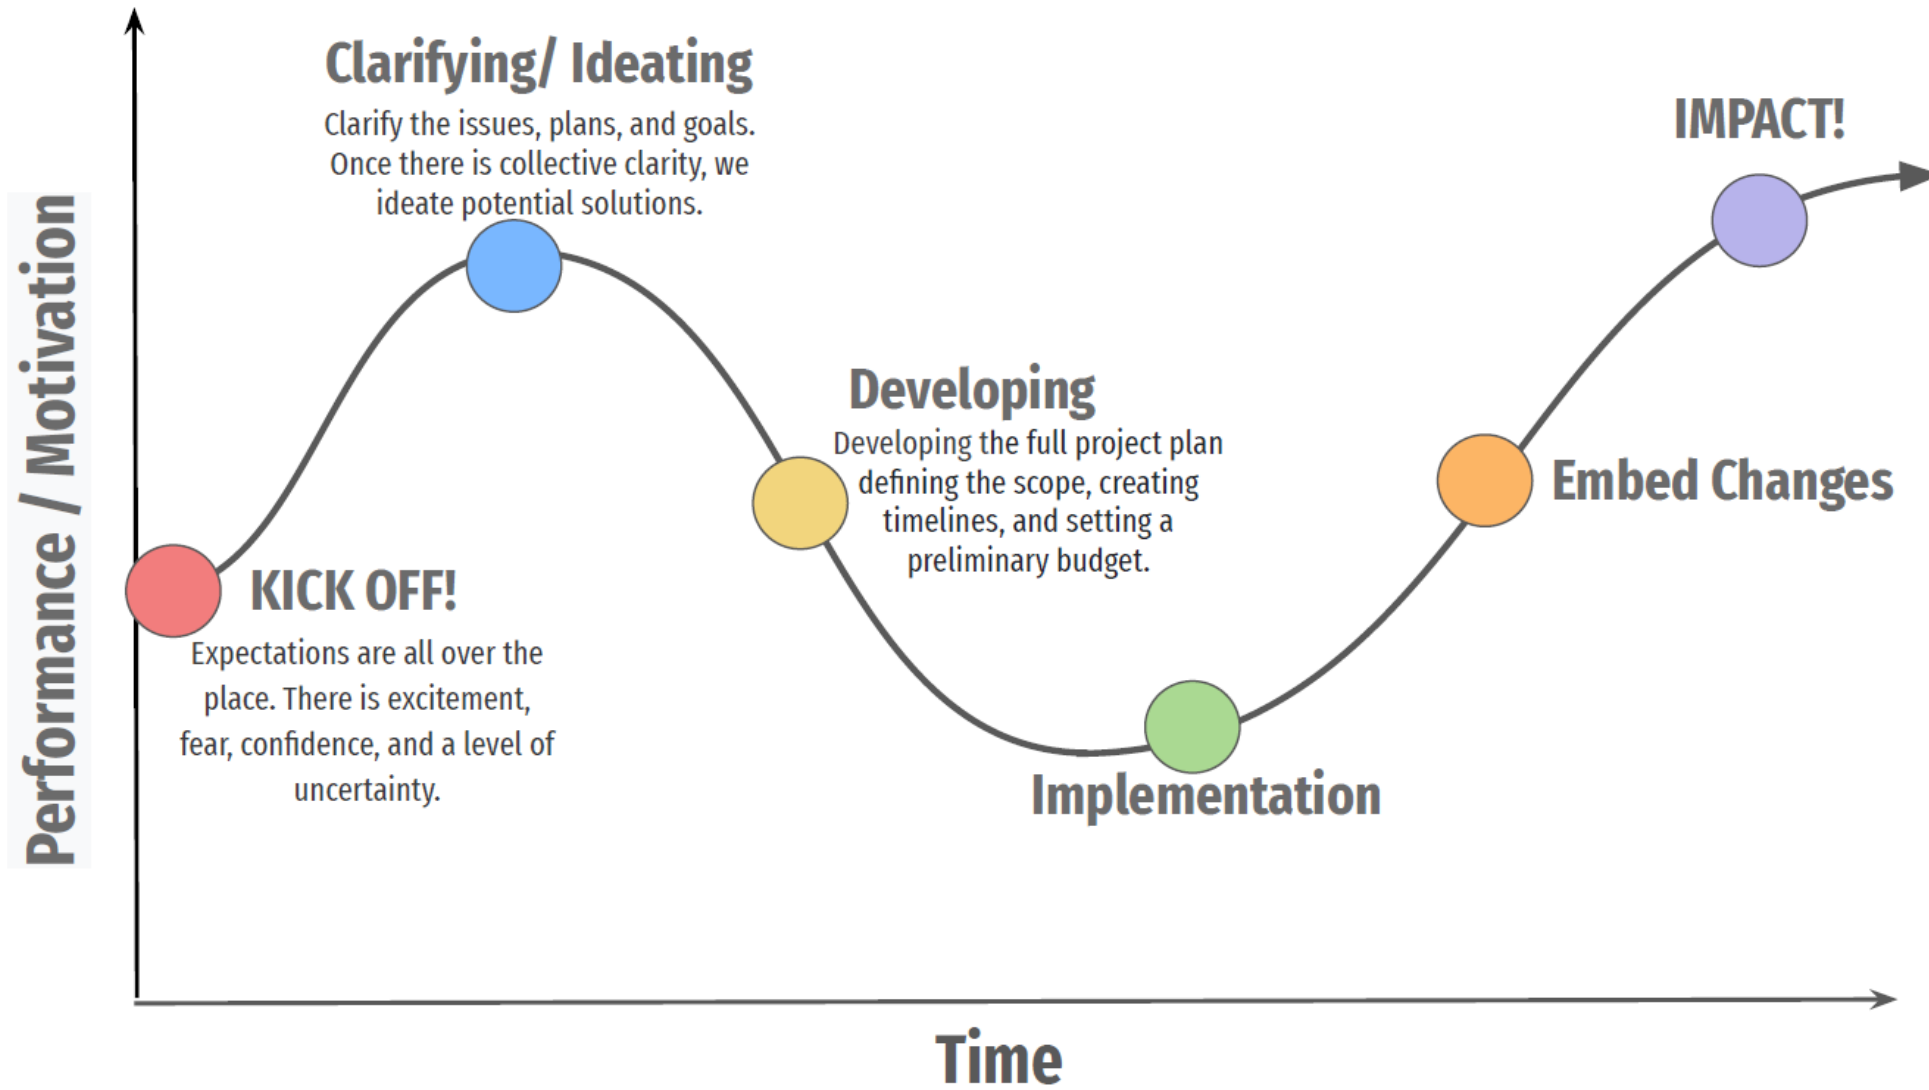 Clarifying/ Ideating
Clarify the issues, plans, and goals.
Once there is collective clarity, we
ideate potential solutions.
IMPACT!
Performance / Motivation
Developing
Developing the full project plan
defining the scope, creating
timelines, and setting a
preliminary budget.
Embed Changes
KICK OFF!
Expectations are all over the
place. There is excitement,
fear, confidence, and a level of
uncertainty.
Implementation
Time